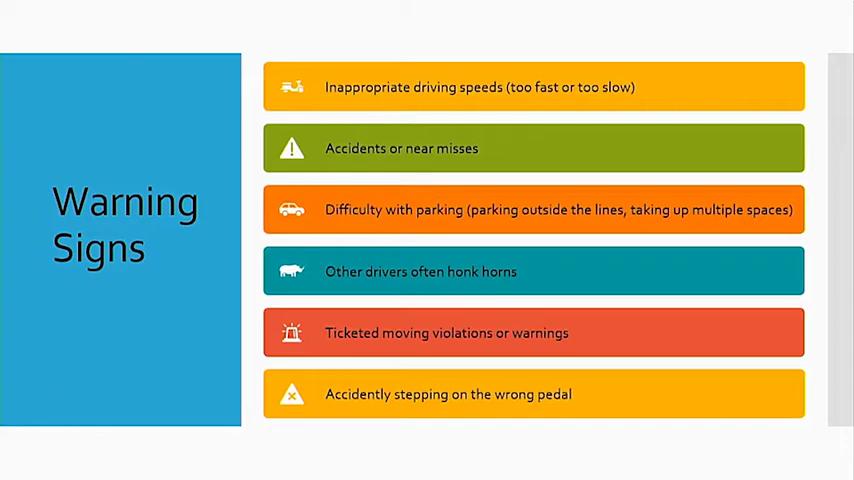 Warning
Signs
Inappropriate driving speeds (too fast or too slow)
Accidents or near misses
Difficulty with parking (parking outside the lines, taking up multiple spaces)
Other drivers often honk horns
Ticketed moving violations or warnings
Accidently stepping on the wrong pedal